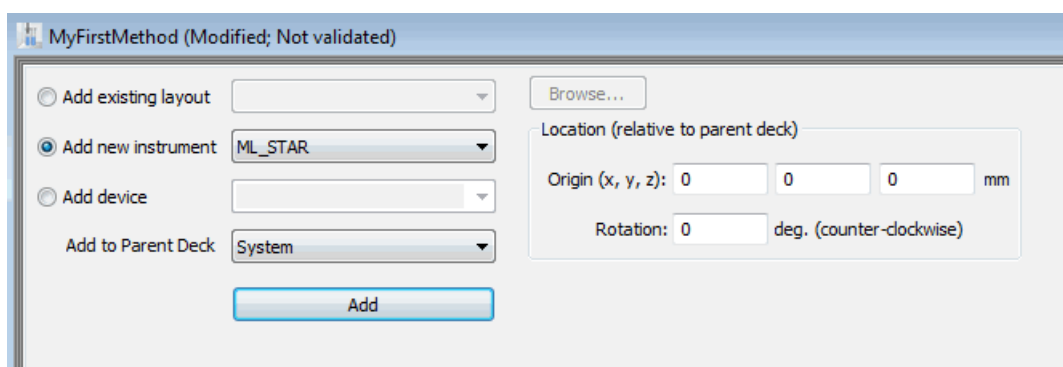 MyFirstMethod (Modified; Not validated)
Add existing layout
Browse...
Add new instrument ML_STAR
Location (relative to parent deck)
Origin (x, y, z): 0 0 0 mm
Add device
Rotation: 0 deg. (counter-clockwise)
Add to Parent Deck System
Add